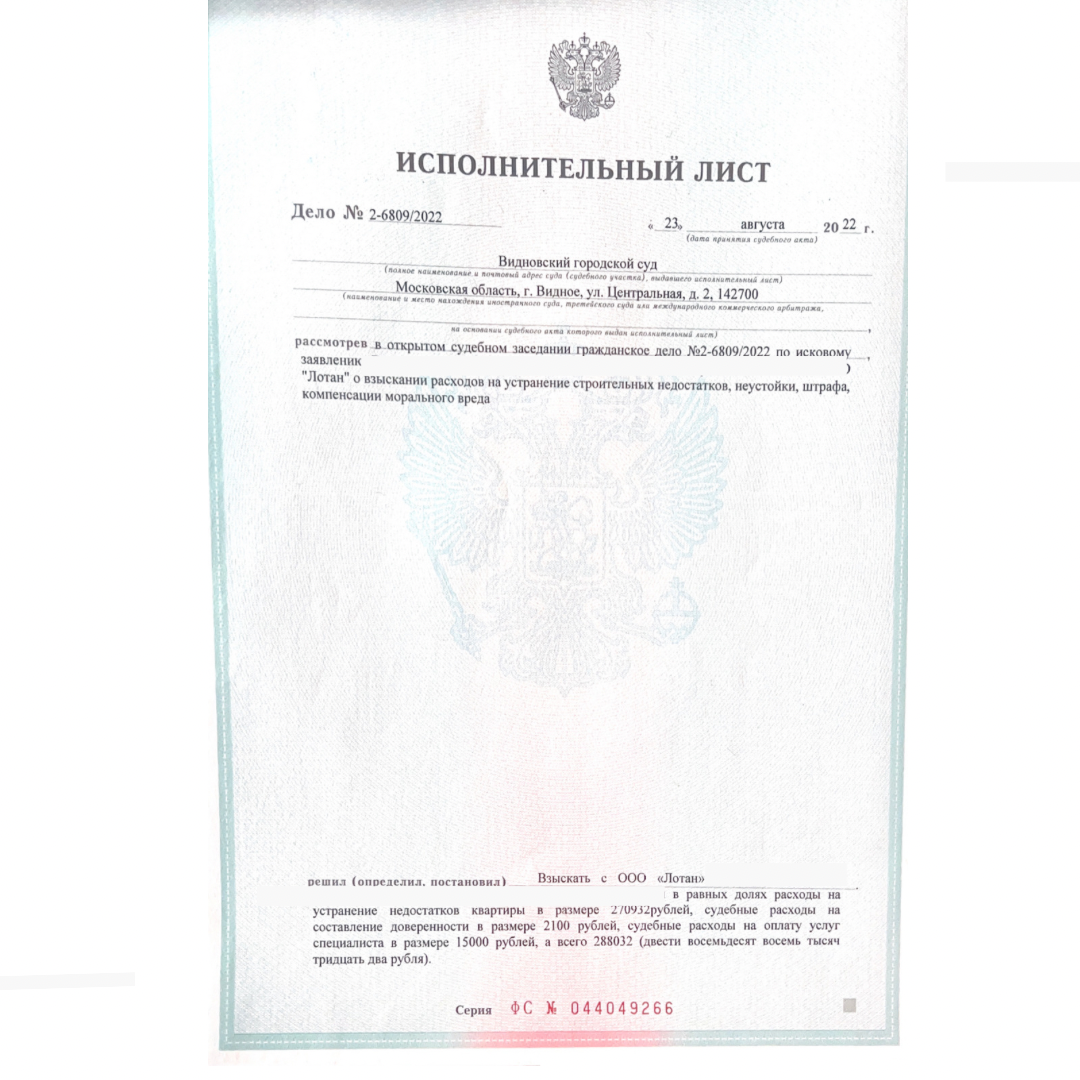 ИСПОЛНИТЕЛЬНЫЙ ЛИСТ
Дело № 2-6809/2022 « 23» августа 20 22 г.
(дата принятия судебного акта)
Видновский городской суд
(полное наименование и почтовый адрес суда (судебного участка), выдавшего исполнительный лист)
Московская область, г. Видное, ул. Центральная, д. 2, 142700
(наименование и место нахождения иностранного суда, третейского суда или международного коммерческого арбитража,
,
на основании судебного акта которого выдан исполнительный лист)
рассмотрев в открытом судебном заседании гражданское дело №2-6809/2022 по исковому ,
заявленик )
"Лотан" о взыскании расходов на устранение строительных недостатков, неустойки, штрафа,
компенсации морального вреда
решил (определил, постановил) Взыскать с ООО «Лотан»
в равных долях расходы на
устранение недостатков квартиры в размере 270932рублей, судебные расходы на
составление доверенности в размере 2100 рублей, судебные расходы на оплату услуг
специалиста в размере 15000 рублей, а всего 288032 (двести восемьдесят восемь тысяч
тридцать два рубля).
Серия ФС № 044049266